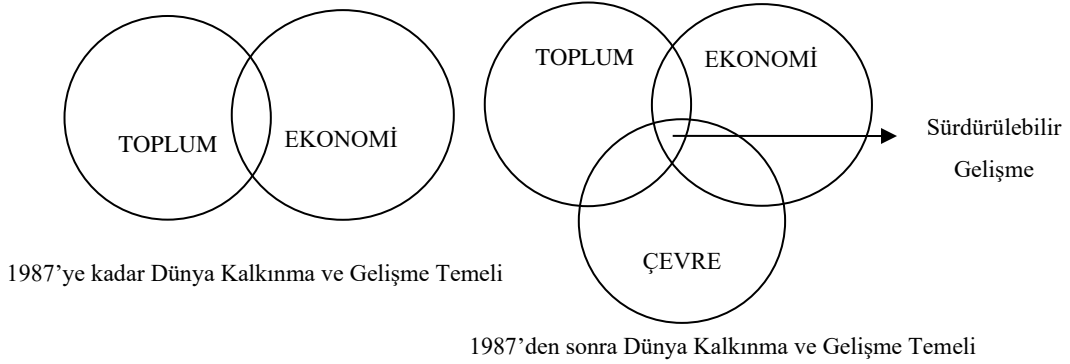 TOPLUM
EKONOMİ
1987’ye kadar Dünya Kalkınma ve Gelişme Temeli
TOPLUM
EKONOMİ
Sürdürülebilir
Gelişme
ÇEVRE
1987’den sonra Dünya Kalkınma ve Gelişme Temeli